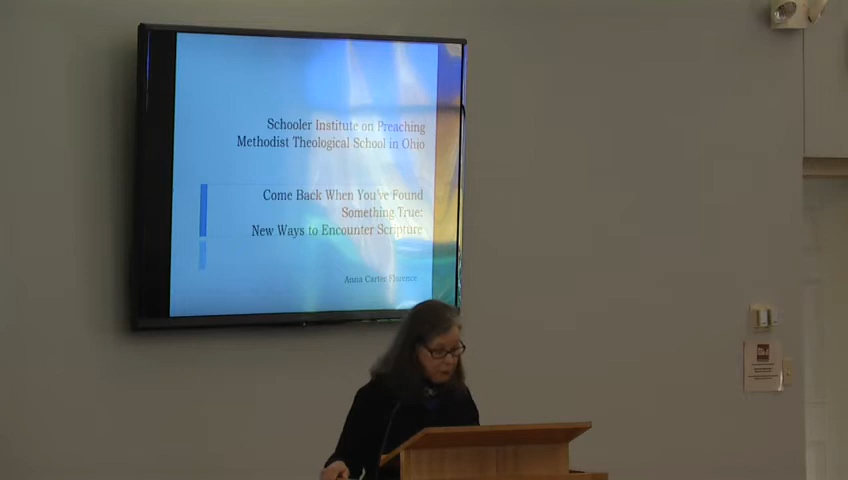 Schooler Institute on Preaching
Methodist Theological School in Ohio
Come Back When You've Found
Something True:
New Ways to Encounter Scripture
Anna Carter Florence